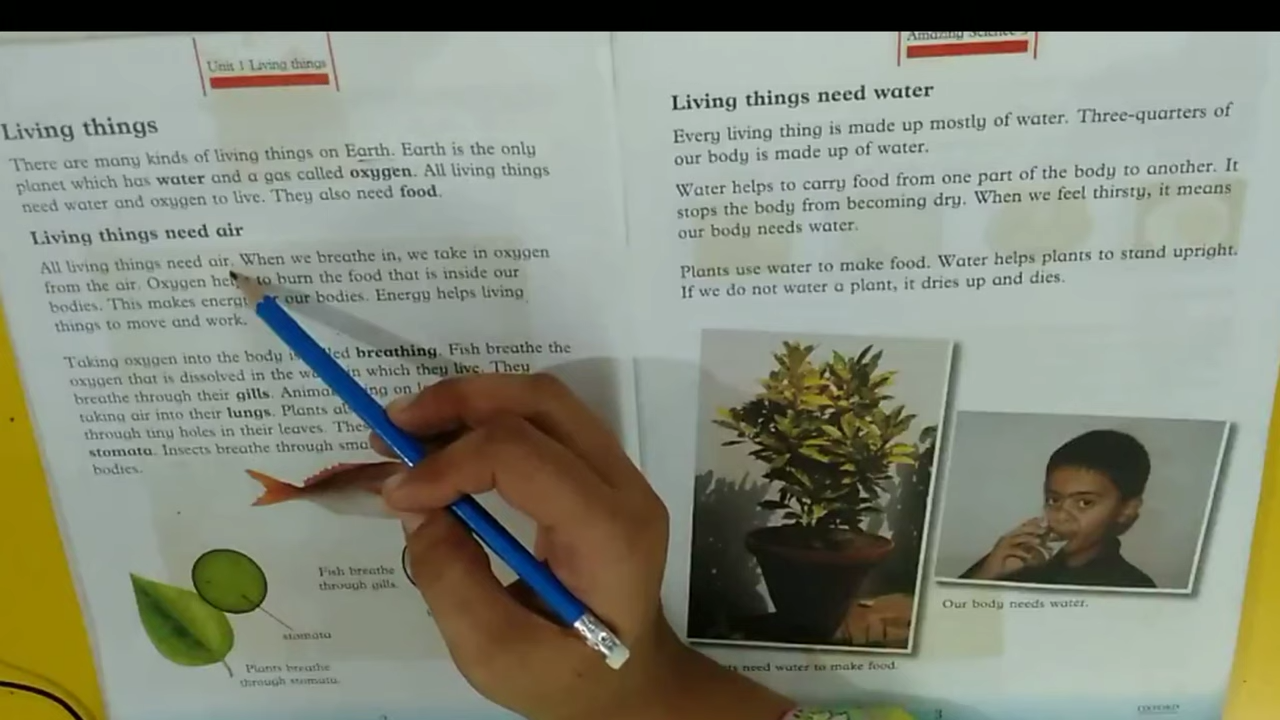 Unit 1 Living things
Living things
There are many kinds of living things on Earth. Earth is the only
planet which has water and a gas called oxygen. All living things
need water and oxygen to live. They also need food.
Living things need air
All living things need air. When we breathe in, we take in oxygen
from the air. Oxygen to burn the food that is inside our
bodies. This makes our bodies. Energy helps living
things to move and work.
Taking oxygen into the body breathing. Fish breathe the
oxygen that is dissolved in the in which they live. They
breathe through their gills. on
taking air into their lungs. Plants
through tiny holes in their leaves.
stomata. Insects breathe through
bodies.
Fish breathe
through gills.
stomata
Plants breathe
through stomata.
Amazing Science
Living things need water
Every living thing is made up mostly of water. Three-quarters of
our body is made up of water.
Water helps to carry food from one part of the body to another. It
stops the body from becoming dry. When we feel thirsty, it means
our body needs water.
Plants use water to make food. Water helps plants to stand upright.
If we do not water a plant, it dries up and dies.
Our body needs water.
need water to make food.
3
OXFORD